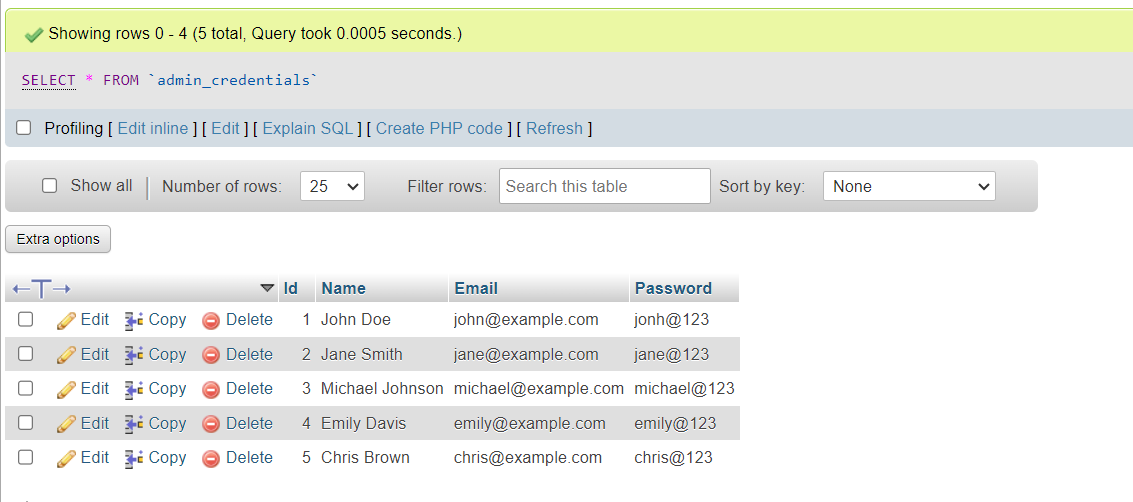 Showing rows 0 - 4 (5 total, Query took 0.0005 seconds.)
SELECT * FROM `admin_credentials`
Profiling [ Edit inline ] [ Edit ] [ Explain SQL ] [ Create PHP code ] [ Refresh ]
Show all Number of rows: 25 Filter rows: Search this table Sort by key: None
Extra options
Id Name Email Password
Edit Copy Delete 1 John Doe john@example.com jonh@123
Edit Copy Delete 2 Jane Smith jane@example.com jane@123
Edit Copy Delete 3 Michael Johnson michael@example.com michael@123
Edit Copy Delete 4 Emily Davis emily@example.com emily@123
Edit Copy Delete 5 Chris Brown chris@example.com chris@123